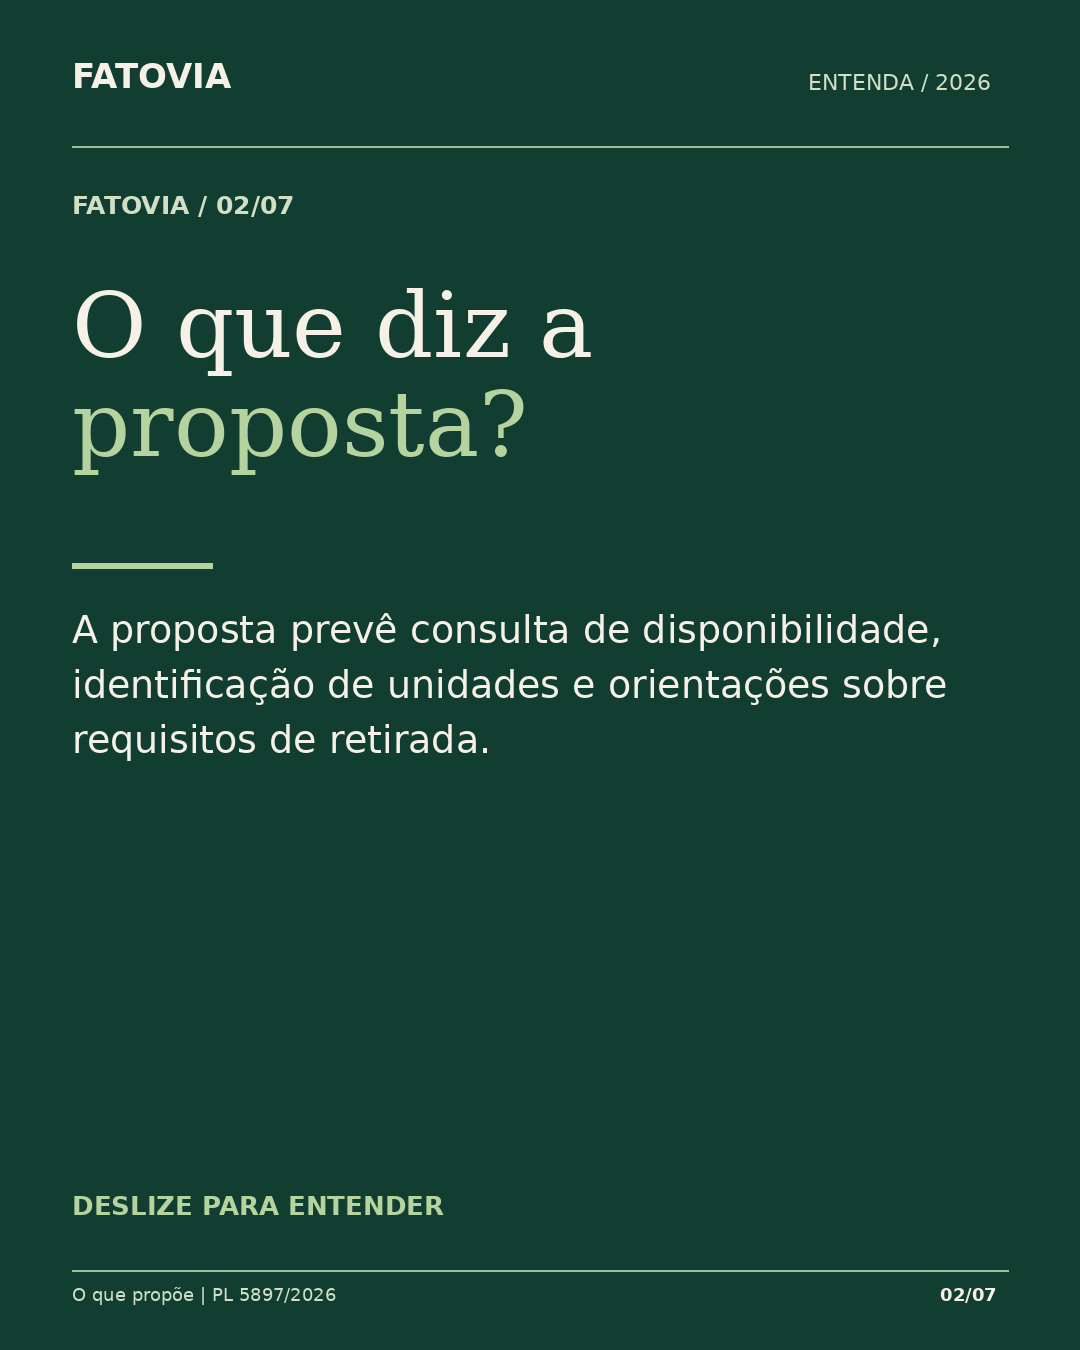 FATOVIA
ENTENDA / 2026
FATOVIA / 02/07
O que diz a
proposta?
A proposta prevê consulta de disponibilidade,
identificação de unidades e orientações sobre
requisitos de retirada.
DESLIZE PARA ENTENDER
O que propõe | PL 5897/2026
02/07